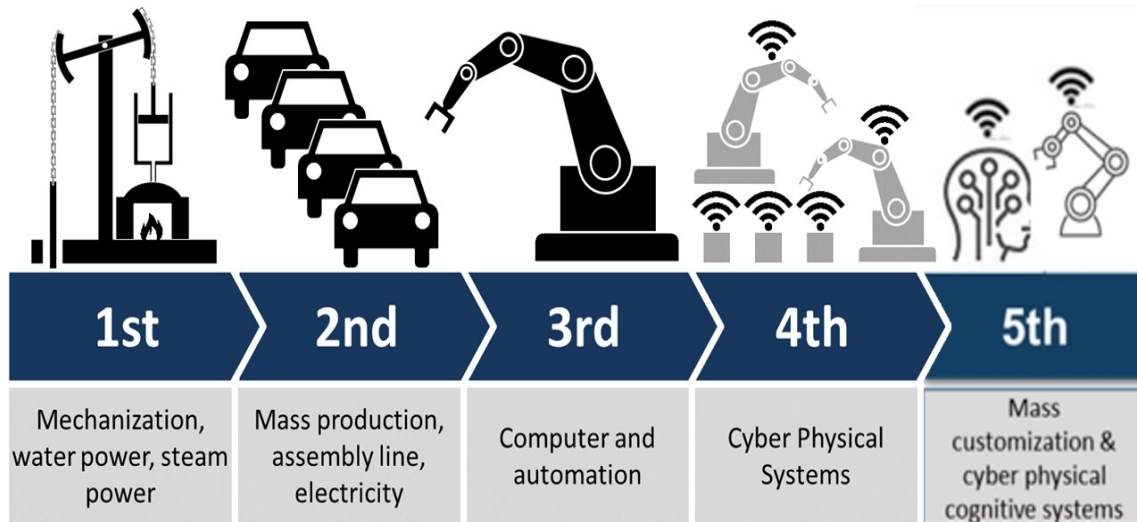 1st
2nd
3rd
4th
5th
Mechanization,
water power, steam
power
Mass production,
assembly line,
electricity
Computer and
automation
Cyber Physical
Systems
Mass
customization &
cyber physical
cognitive systems